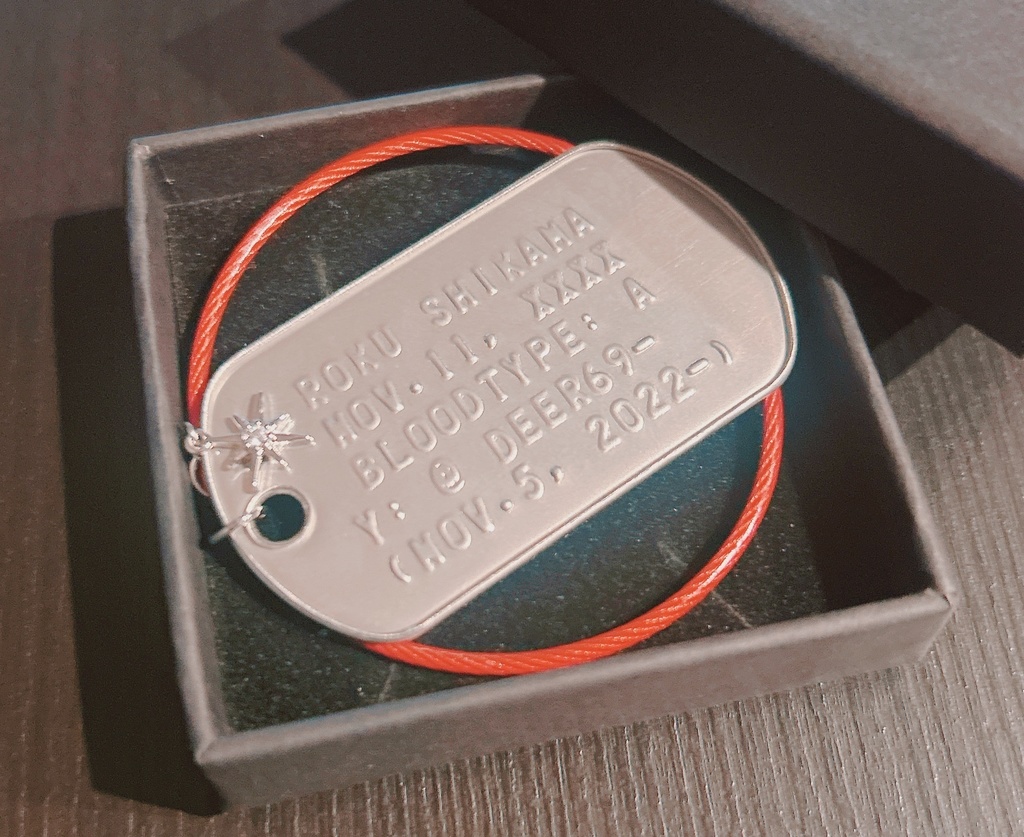 ROKU SHIKAMA
NOV.11, XXXX
BLOODTYPE: A
Y: @ DEER69-
(NOV.5, 2022-)